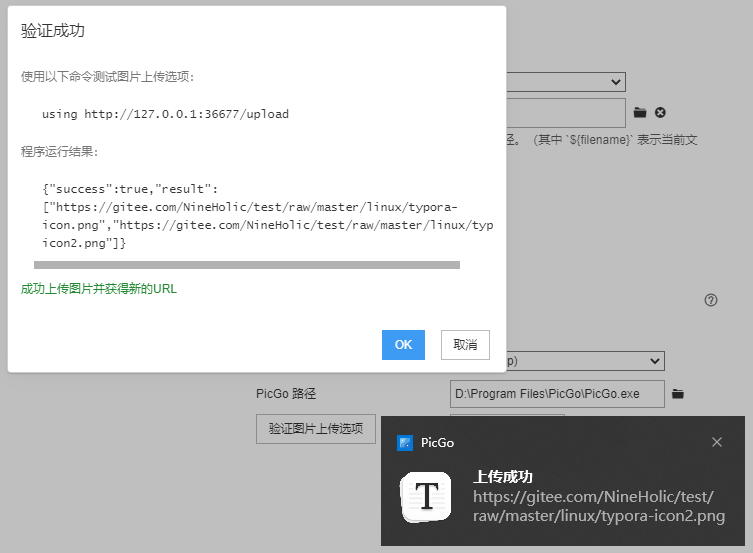 验证成功
使用以下命令测试图片上传选项:
using http://127.0.0.1:36677/upload
程序运行结果:
{"success":true,"result":
["https://gitee.com/NineHolic/test/raw/master/linux/typora-
icon.png","https://gitee.com/NineHolic/test/raw/master/linux/typ
icon2.png"]}
成功上传图片并获得新的URL
OK 取消
径。 (其中 `${filename}` 表示当前文
p)
PicGo 路径 D:\Program Files\PicGo\PicGo.exe
验证图片上传选项
PicGo
T
上传成功
https://gitee.com/NineHolic/test/
raw/master/linux/typora-icon2.png